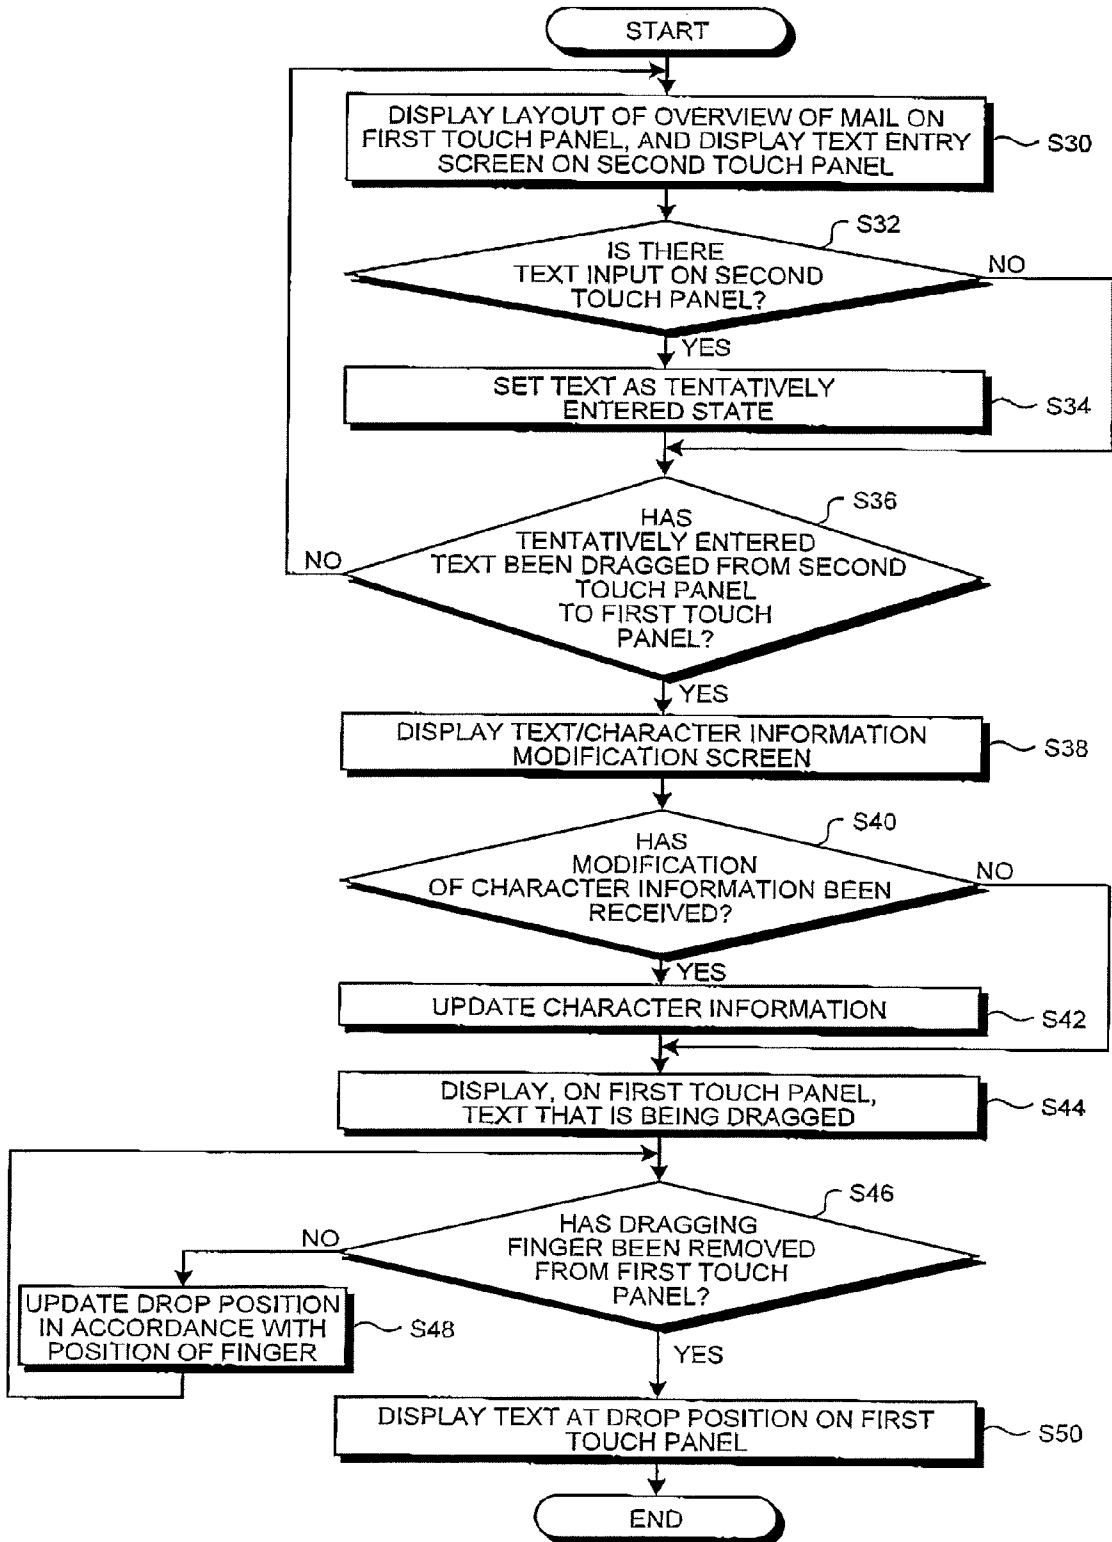 START
DISPLAY LAYOUT OF OVERVIEW OF MAIL ON
FIRST TOUCH PANEL, AND DISPLAY TEXT ENTRY
SCREEN ON SECOND TOUCH PANEL
S30
S32
IS THERE
TEXT INPUT ON SECOND
TOUCH PANEL?
NO
YES
SET TEXT AS TENTATIVELY
ENTERED STATE
S34
S36
HAS
TENTATIVELY ENTERED
TEXT BEEN DRAGGED FROM SECOND
TOUCH PANEL
TO FIRST TOUCH
PANEL?
NO
YES
DISPLAY TEXT/CHARACTER INFORMATION
MODIFICATION SCREEN
S38
S40
HAS
MODIFICATION
OF CHARACTER INFORMATION BEEN
RECEIVED?
NO
YES
UPDATE CHARACTER INFORMATION
S42
DISPLAY, ON FIRST TOUCH PANEL,
TEXT THAT IS BEING DRAGGED
S44
S46
HAS DRAGGING
FINGER BEEN REMOVED
FROM FIRST TOUCH
PANEL?
NO
UPDATE DROP POSITION
IN ACCORDANCE WITH
POSITION OF FINGER
S48
YES
DISPLAY TEXT AT DROP POSITION ON FIRST
TOUCH PANEL
S50
END